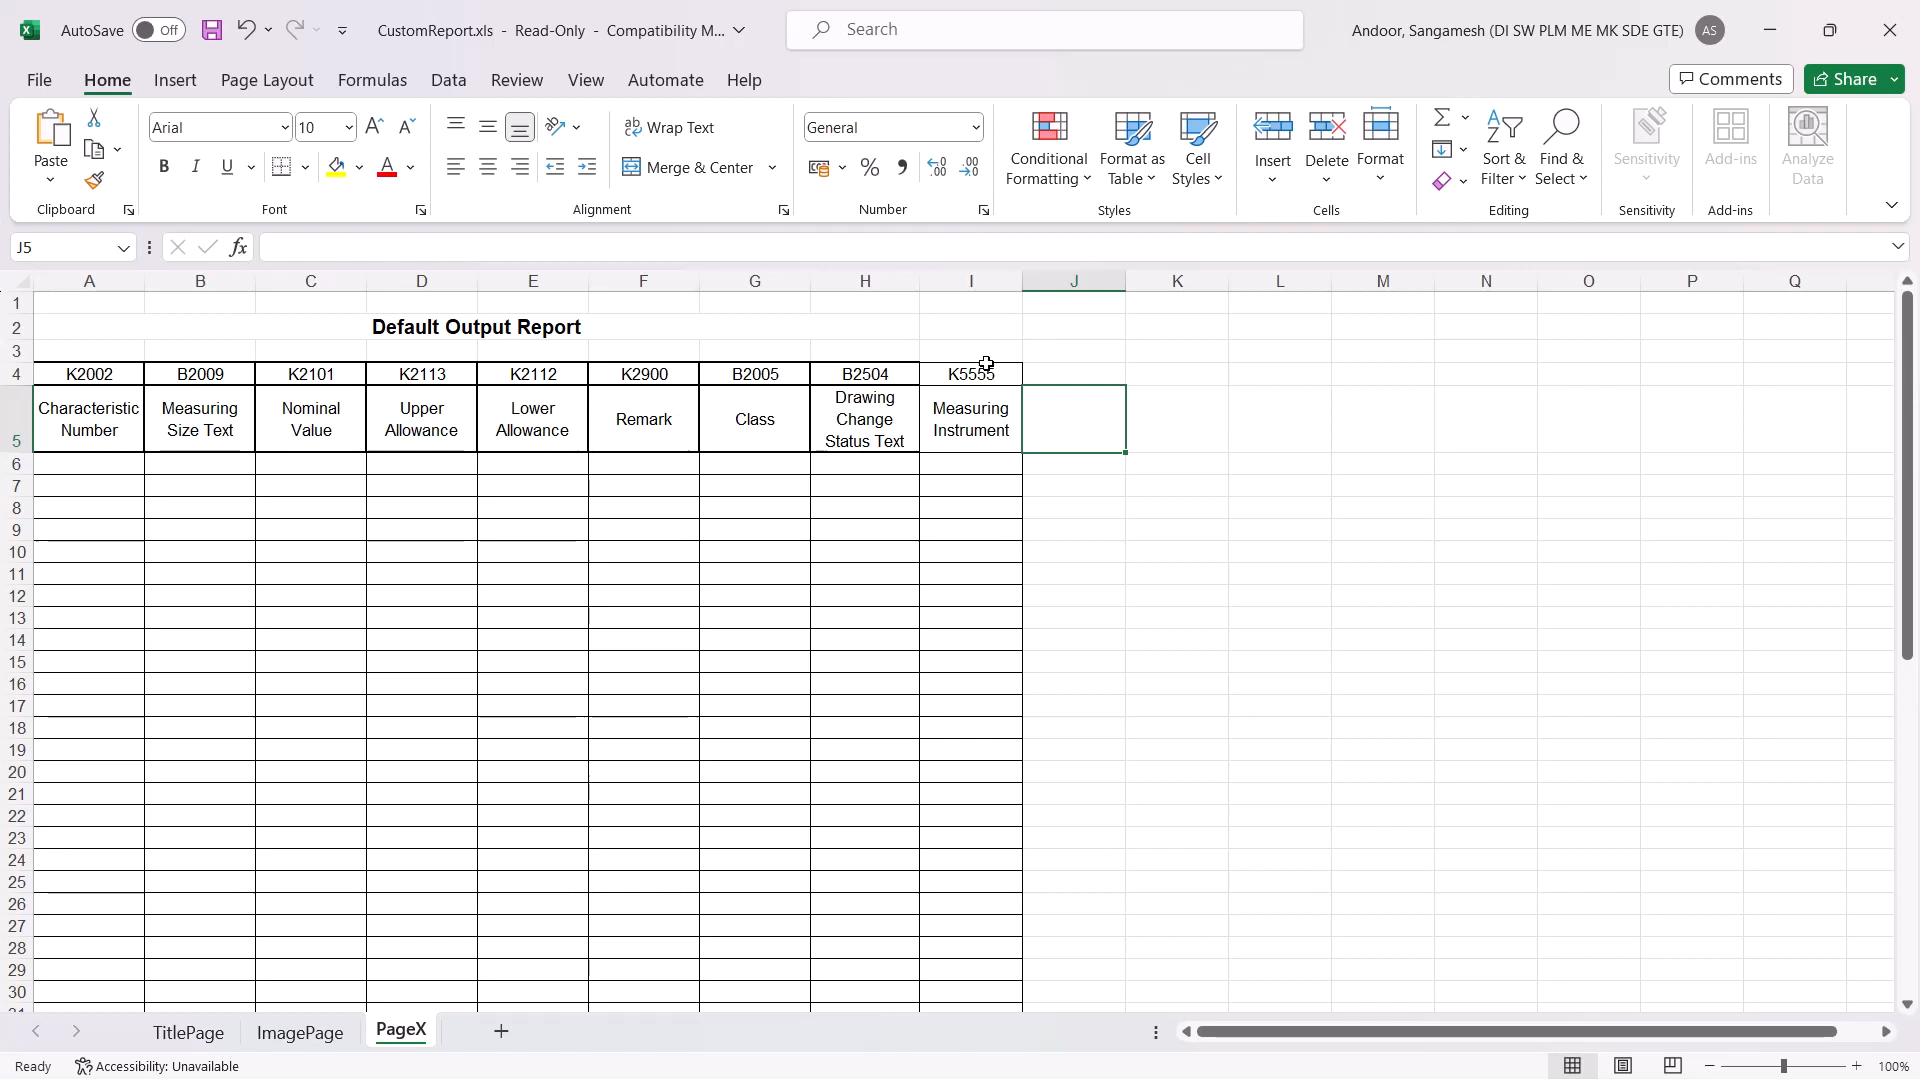 AutoSave Off CustomReport.xls - Read-Only - Compatibility M... Search Andoor, Sangamesh (DI SW PLM ME MK SDE GTE) AS
File Home Insert Page Layout Formulas Data Review View Automate Help Comments Share
Arial 10 Wrap Text General
Paste B I U Merge & Center
Conditional Formatting
Format as Table
Cell Styles
Insert Delete Format
Sort & Filter
Find & Select
Sensitivity
Add-ins
Analyze Data
Clipboard Font Alignment Number Styles Cells Editing Sensitivity Add-ins
J5 fx
A B C D E F G H I J K L M N O P Q
1
2 Default Output Report
3
4 K2002 B2009 K2101 K2113 K2112 K2900 B2005 B2504 K5555
5 Characteristic Number Measuring Size Text Nominal Value Upper Allowance Lower Allowance Remark Class Drawing Change Status Text Measuring Instrument
6
7
8
9
10
11
12
13
14
15
16
17
18
19
20
21
22
23
24
25
26
27
28
29
30
TitlePage ImagePage PageX
Ready Accessibility: Unavailable 100%